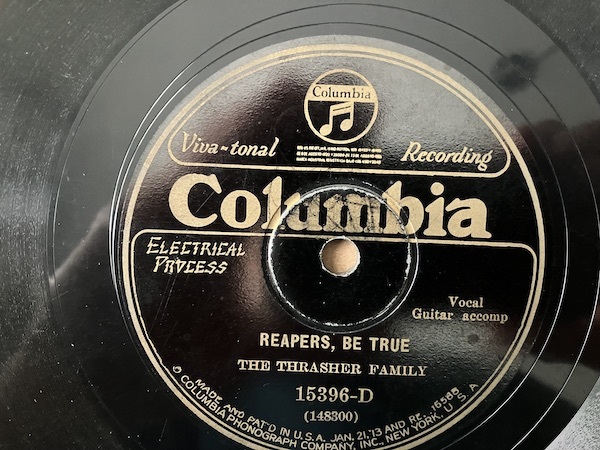 Columbia
Viva-tonal Recording
Columbia
ELECTRICAL
PROCESS
Vocal
Guitar accomp
REAPERS, BE TRUE
THE THRASHER FAMILY
15396-D
(148300)
MADE AND PAT'D IN U.S.A. JAN. 21,'13 AND RE. 16588
COLUMBIA PHONOGRAPH COMPANY, INC., NEW YORK, U.S.A.